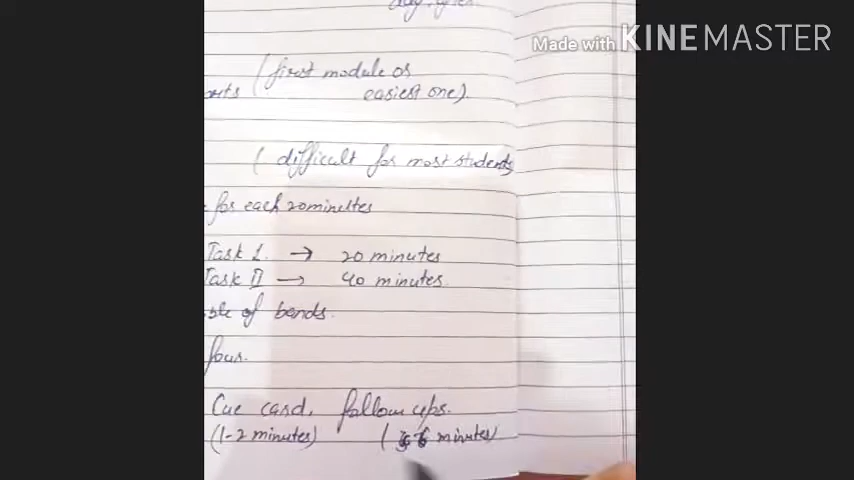 Made with KINEMASTER
(first module or
easiest one).
(difficult for most students
for each 20 minutes
Task I. → 20 minutes
Task II → 40 minutes
of bands.
four.
Cue card, follow ups.
(1-2 minutes) ( minutes)